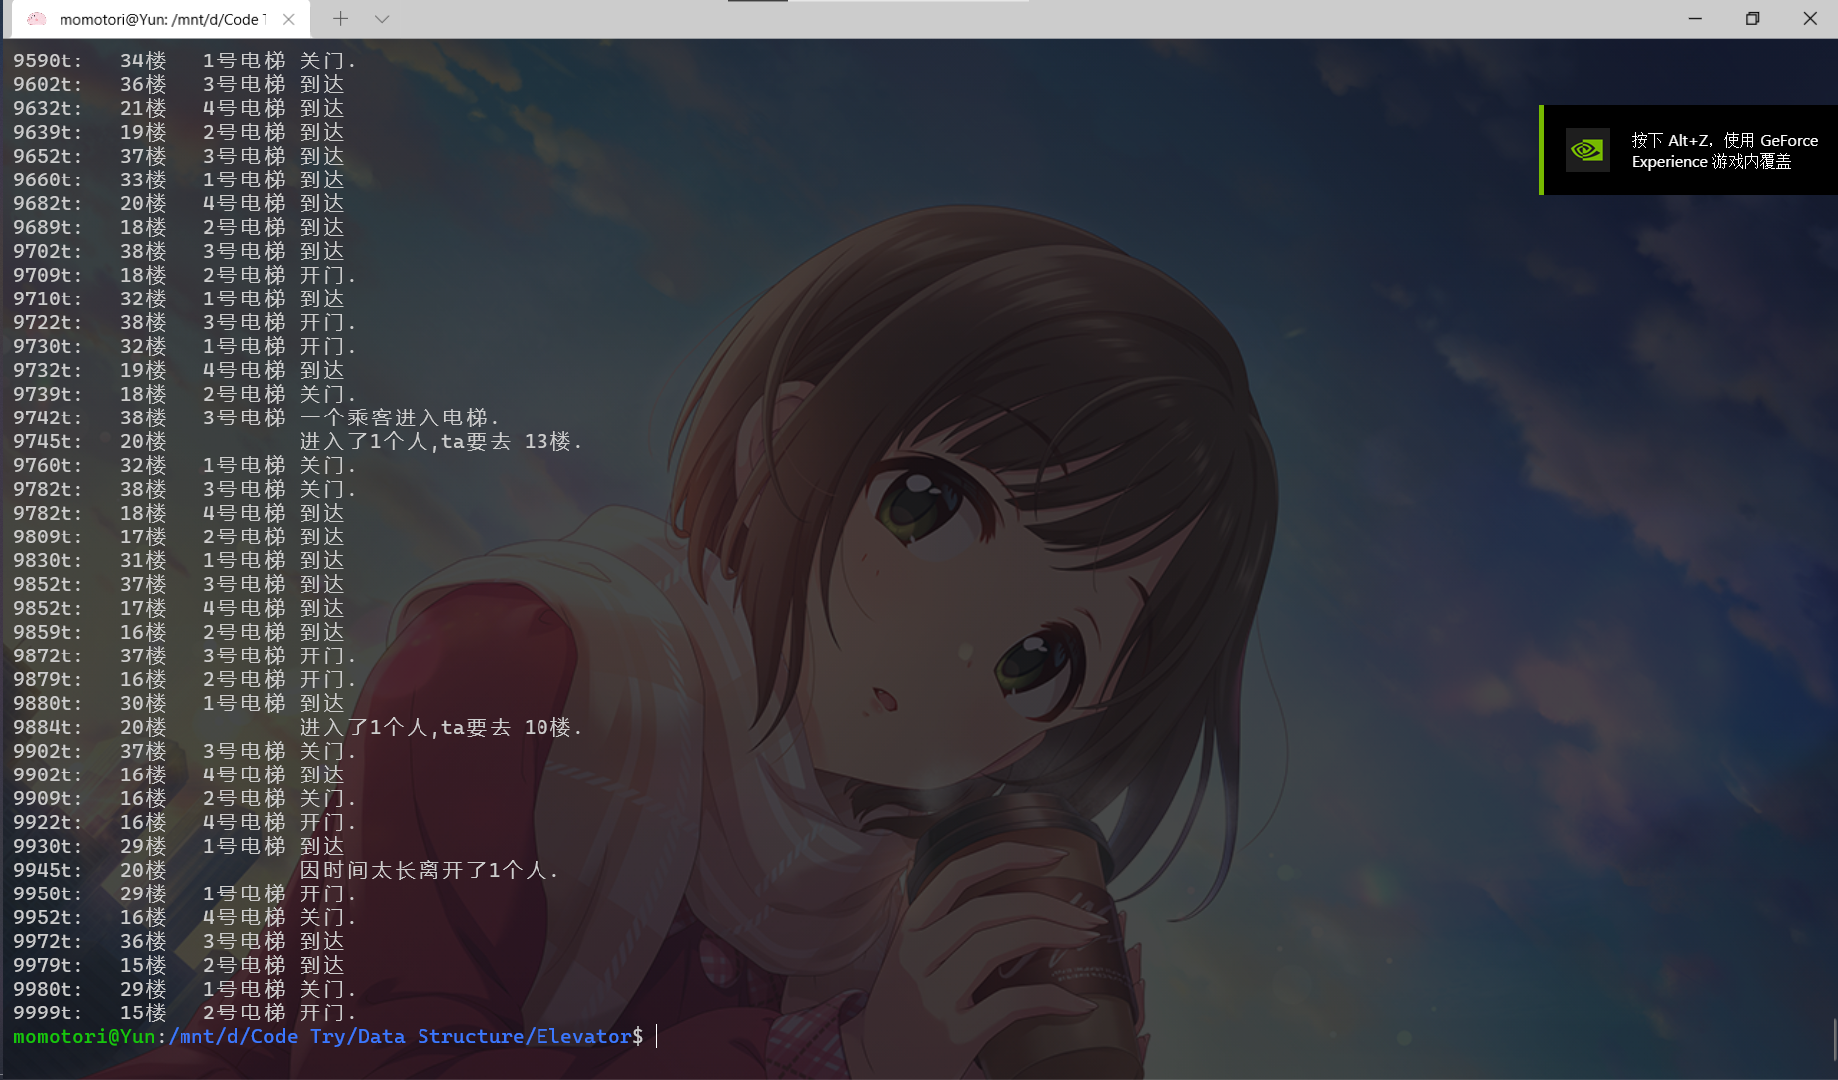 momotori@Yun: /mnt/d/Code T
9590t: 34楼 1号电梯 关门.
9602t: 36楼 3号电梯 到达
9632t: 21楼 4号电梯 到达
9639t: 19楼 2号电梯 到达
9652t: 37楼 3号电梯 到达
9660t: 33楼 1号电梯 到达
9682t: 20楼 4号电梯 到达
9689t: 18楼 2号电梯 到达
9702t: 38楼 3号电梯 到达
9709t: 18楼 2号电梯 开门.
9710t: 32楼 1号电梯 到达
9722t: 38楼 3号电梯 开门.
9730t: 32楼 1号电梯 开门.
9732t: 19楼 4号电梯 到达
9739t: 18楼 2号电梯 关门.
9742t: 38楼 3号电梯 一个乘客进入电梯.
9745t: 20楼 进入了1个人,ta要去 13楼.
9760t: 32楼 1号电梯 关门.
9782t: 38楼 3号电梯 关门.
9782t: 18楼 4号电梯 到达
9809t: 17楼 2号电梯 到达
9830t: 31楼 1号电梯 到达
9852t: 37楼 3号电梯 到达
9852t: 17楼 4号电梯 到达
9859t: 16楼 2号电梯 到达
9872t: 37楼 3号电梯 开门.
9879t: 16楼 2号电梯 开门.
9880t: 30楼 1号电梯 到达
9884t: 20楼 进入了1个人,ta要去 10楼.
9902t: 37楼 3号电梯 关门.
9902t: 16楼 4号电梯 到达
9909t: 16楼 2号电梯 关门.
9922t: 16楼 4号电梯 开门.
9930t: 29楼 1号电梯 到达
9945t: 20楼 因时间太长离开了1个人.
9950t: 29楼 1号电梯 开门.
9952t: 16楼 4号电梯 关门.
9972t: 36楼 3号电梯 到达
9979t: 15楼 2号电梯 到达
9980t: 29楼 1号电梯 关门.
9999t: 15楼 2号电梯 开门.
momotori@Yun:/mnt/d/Code Try/Data Structure/Elevator$
按下 Alt+Z，使用 GeForce
Experience 游戏内覆盖